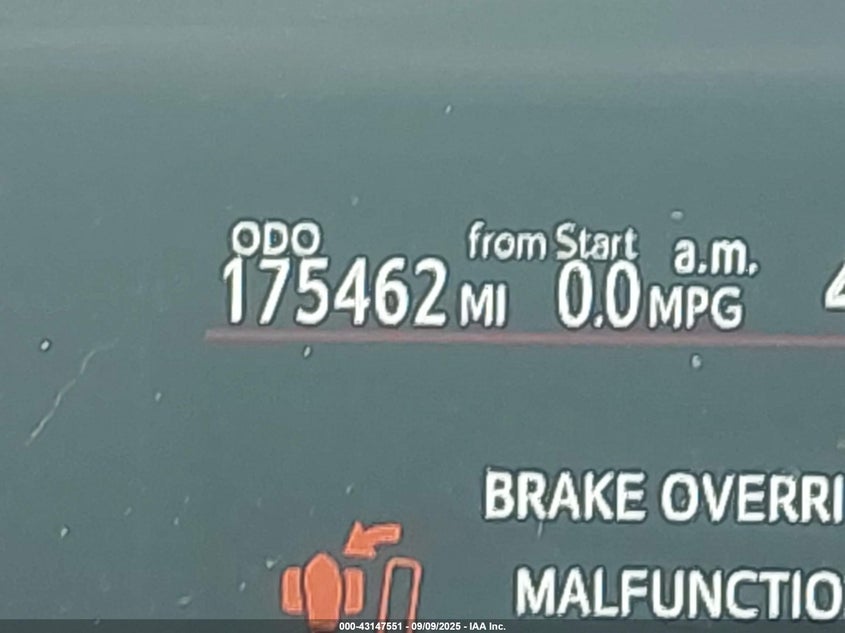 ODO from Start a.m.
175462 MI 0.0 MPG
BRAKE OVERRI
MALFUNCTIO
000-43147551 - 09/09/2025 - IAA Inc.